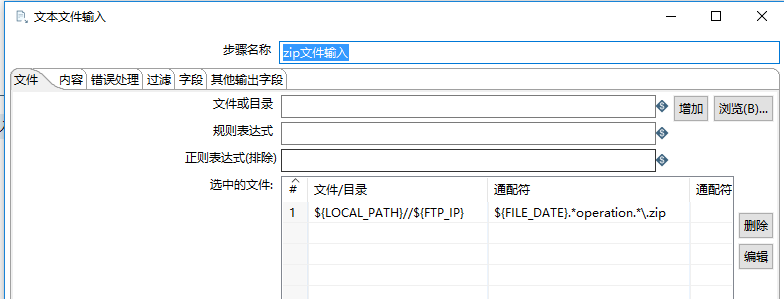 文本文件输入
步骤名称 zip文件输入
文件 内容 错误处理 过滤 字段 其他输出字段
文件或目录 增加 浏览(B)...
规则表达式
正则表达式(排除)
选中的文件: # 文件/目录 通配符 通配符
1 ${LOCAL_PATH}//${FTP_IP} ${FILE_DATE}.*operation.*\.zip
删除
编辑